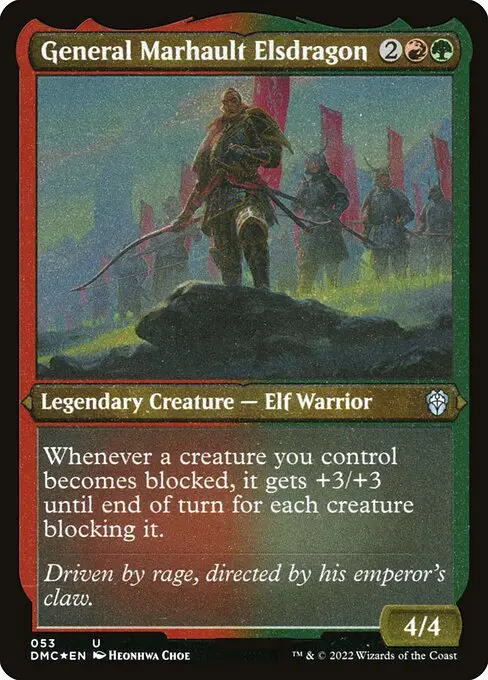 General Marhault Elsdragon 2
Legendary Creature — Elf Warrior
Whenever a creature you control
becomes blocked, it gets +3/+3
until end of turn for each creature
blocking it.
Driven by rage, directed by his emperor's
claw.
4/4
053 U
DMC★EN Heonhwa Choe
™ & © 2022 Wizards of the Coast